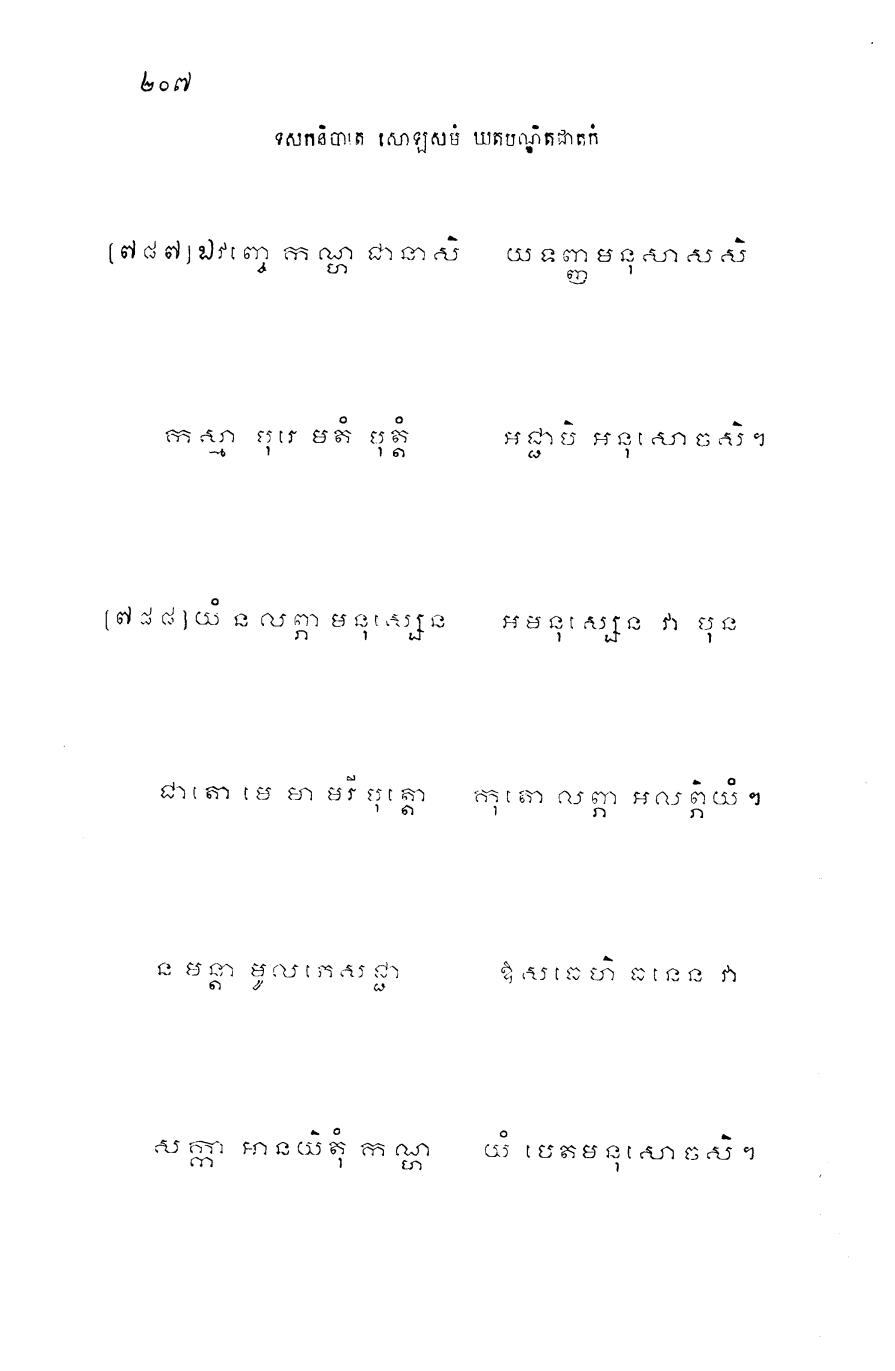 ២០៧
ទសកនិបាតេ សោឡសមំ ឃតបណ្ឌិតជាតកំ
[៧៨៧] ឯវញ្ចេ កណ្ហ ជានាសិ យទញ្ញមនុសាសសិ
កស្មា បុរេ មតំ បុត្តំ អជ្ជាបិ អនុសោចសិ។
[៧៨៨] យំ ន លព្ភា មនុស្សេន អមនុស្សេន វា បុន
ជាតោ មេ មា មរី បុត្តោ កុតោ លព្ភា អលព្ភិយំ។
ន មន្តា មូលភេសជ្ជា ឱសធេហិ ធនេន វា
សក្កា អានយិតុំ កណ្ហ យំ បេតមនុសោចសិ។